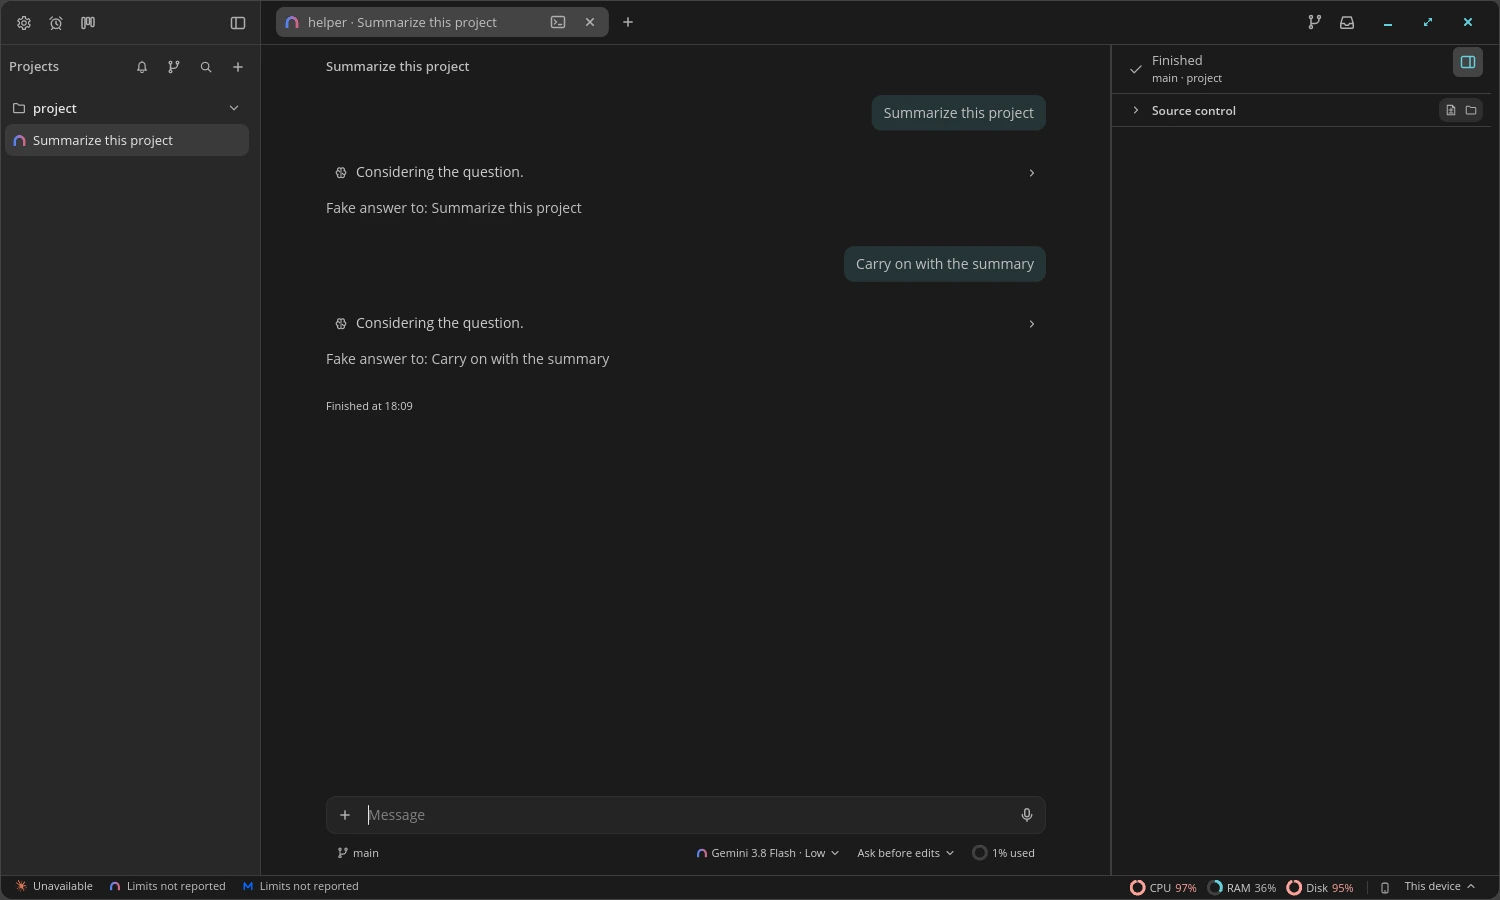 helper · Summarize this project
Projects
project
Summarize this project
Summarize this project
Summarize this project
Considering the question.
Fake answer to: Summarize this project
Carry on with the summary
Considering the question.
Fake answer to: Carry on with the summary
Finished at 18:09
Message
main
Gemini 3.8 Flash · Low
Ask before edits
1% used
Finished
main · project
Source control
Unavailable
Limits not reported
Limits not reported
CPU 97%
RAM 36%
Disk 95%
This device